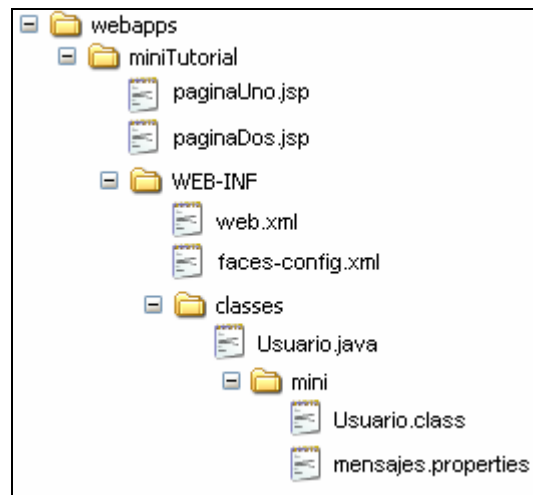 webapps
miniTutorial
paginaUno.jsp
paginaDos.jsp
WEB-INF
web.xml
faces-config.xml
classes
Usuario.java
mini
Usuario.class
mensajes.properties